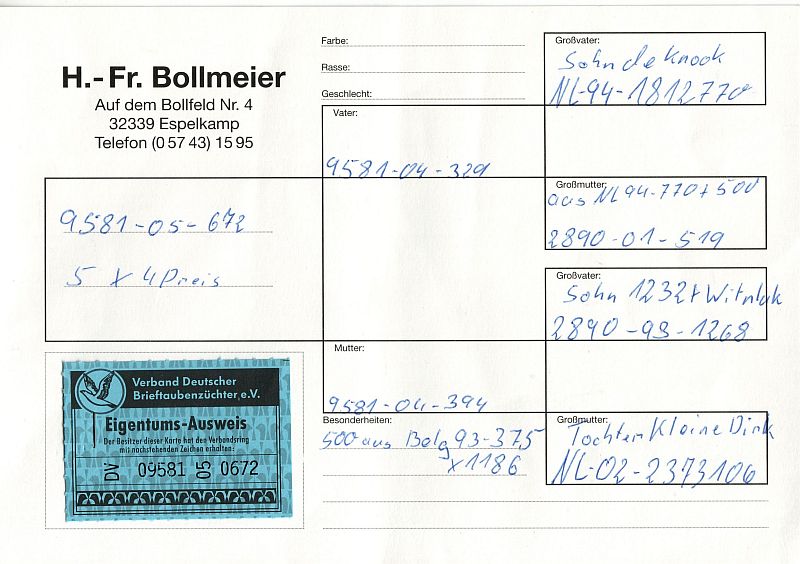 H.-Fr. Bollmeier
Auf dem Bollfeld Nr. 4
32339 Espelkamp
Telefon (0 57 43) 15 95
9581-05-672
5 x 4 Preis
Verband Deutscher
Brieftaubenzüchter e.V.
Eigentums-Ausweis
Der Besitzer dieser Karte hat den Verbandsring
mit nachstehenden Zeichen erhalten:
DV 09581 05 0672
Farbe:
Rasse:
Geschlecht:
Vater:
9581-04-329
Mutter:
9581-04-394
Besonderheiten:
500 aus Belg 93-375
x 1186
Großvater:
Sohn de Knook
NL-94-1812770
Großmutter:
aus NL94-770 + 500
2890-01-519
Großvater:
Sohn 1232 +
2890-93-1268
Großmutter:
Tochter Kleine Dirk
NL-02-2373106